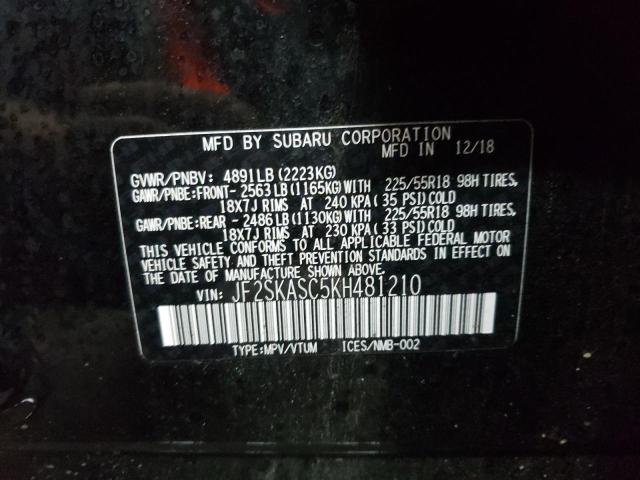 MFD BY SUBARU CORPORATION
MFD IN 12/18
GVWR/PNBV: 4891LB(2223KG)
GAWR/PNBE:FRONT- 2563LB(1165KG)WITH 225/55R18 98H TIRES,
18X7J RIMS AT 240 KPA( 35 PSI)COLD
GAWR/PNBE:REAR - 2486LB(1130KG)WITH 225/55R18 98H TIRES,
18X7J RIMS AT 230 KPA( 33 PSI)COLD
THIS VEHICLE CONFORMS TO ALL APPLICABLE FEDERAL MOTOR
VEHICLE SAFETY AND THEFT PREVENTION STANDARDS IN EFFECT
ON THE DATE OF MANUFACTURE SHOWN ABOVE.
VIN: JF2SKASC5KH481210
TYPE:MPV/VTUM ICES/NMB-002